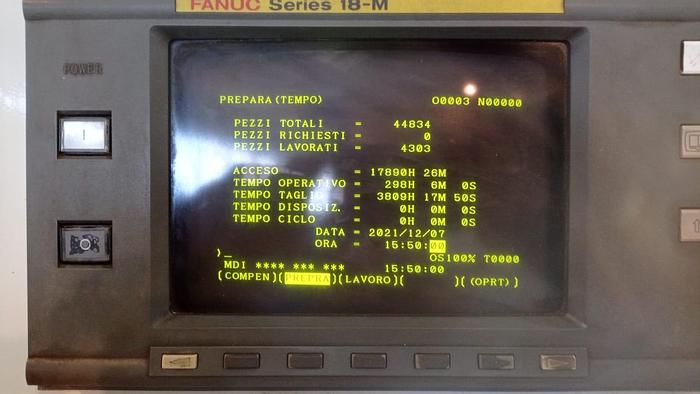 FANUC Series 18-M
POWER
PREPARA(TEMPO) O0003 N00000
PEZZI TOTALI = 44834
PEZZI RICHIESTI = 0
PEZZI LAVORATI = 4303
ACCESO = 17890H 26M
TEMPO OPERATIVO = 298H 6M 0S
TEMPO TAGLIO = 3809H 17M 50S
TEMPO DISPOSIZ. = 0H 0M 0S
TEMPO CICLO = 0H 0M 0S
DATA = 2021/12/07
ORA = 15:50:00
)_
OS100% T0000
MDI **** *** *** 15:50:00
(COMPEN)(PREPRA)(LAVORO)( )((OPRT))